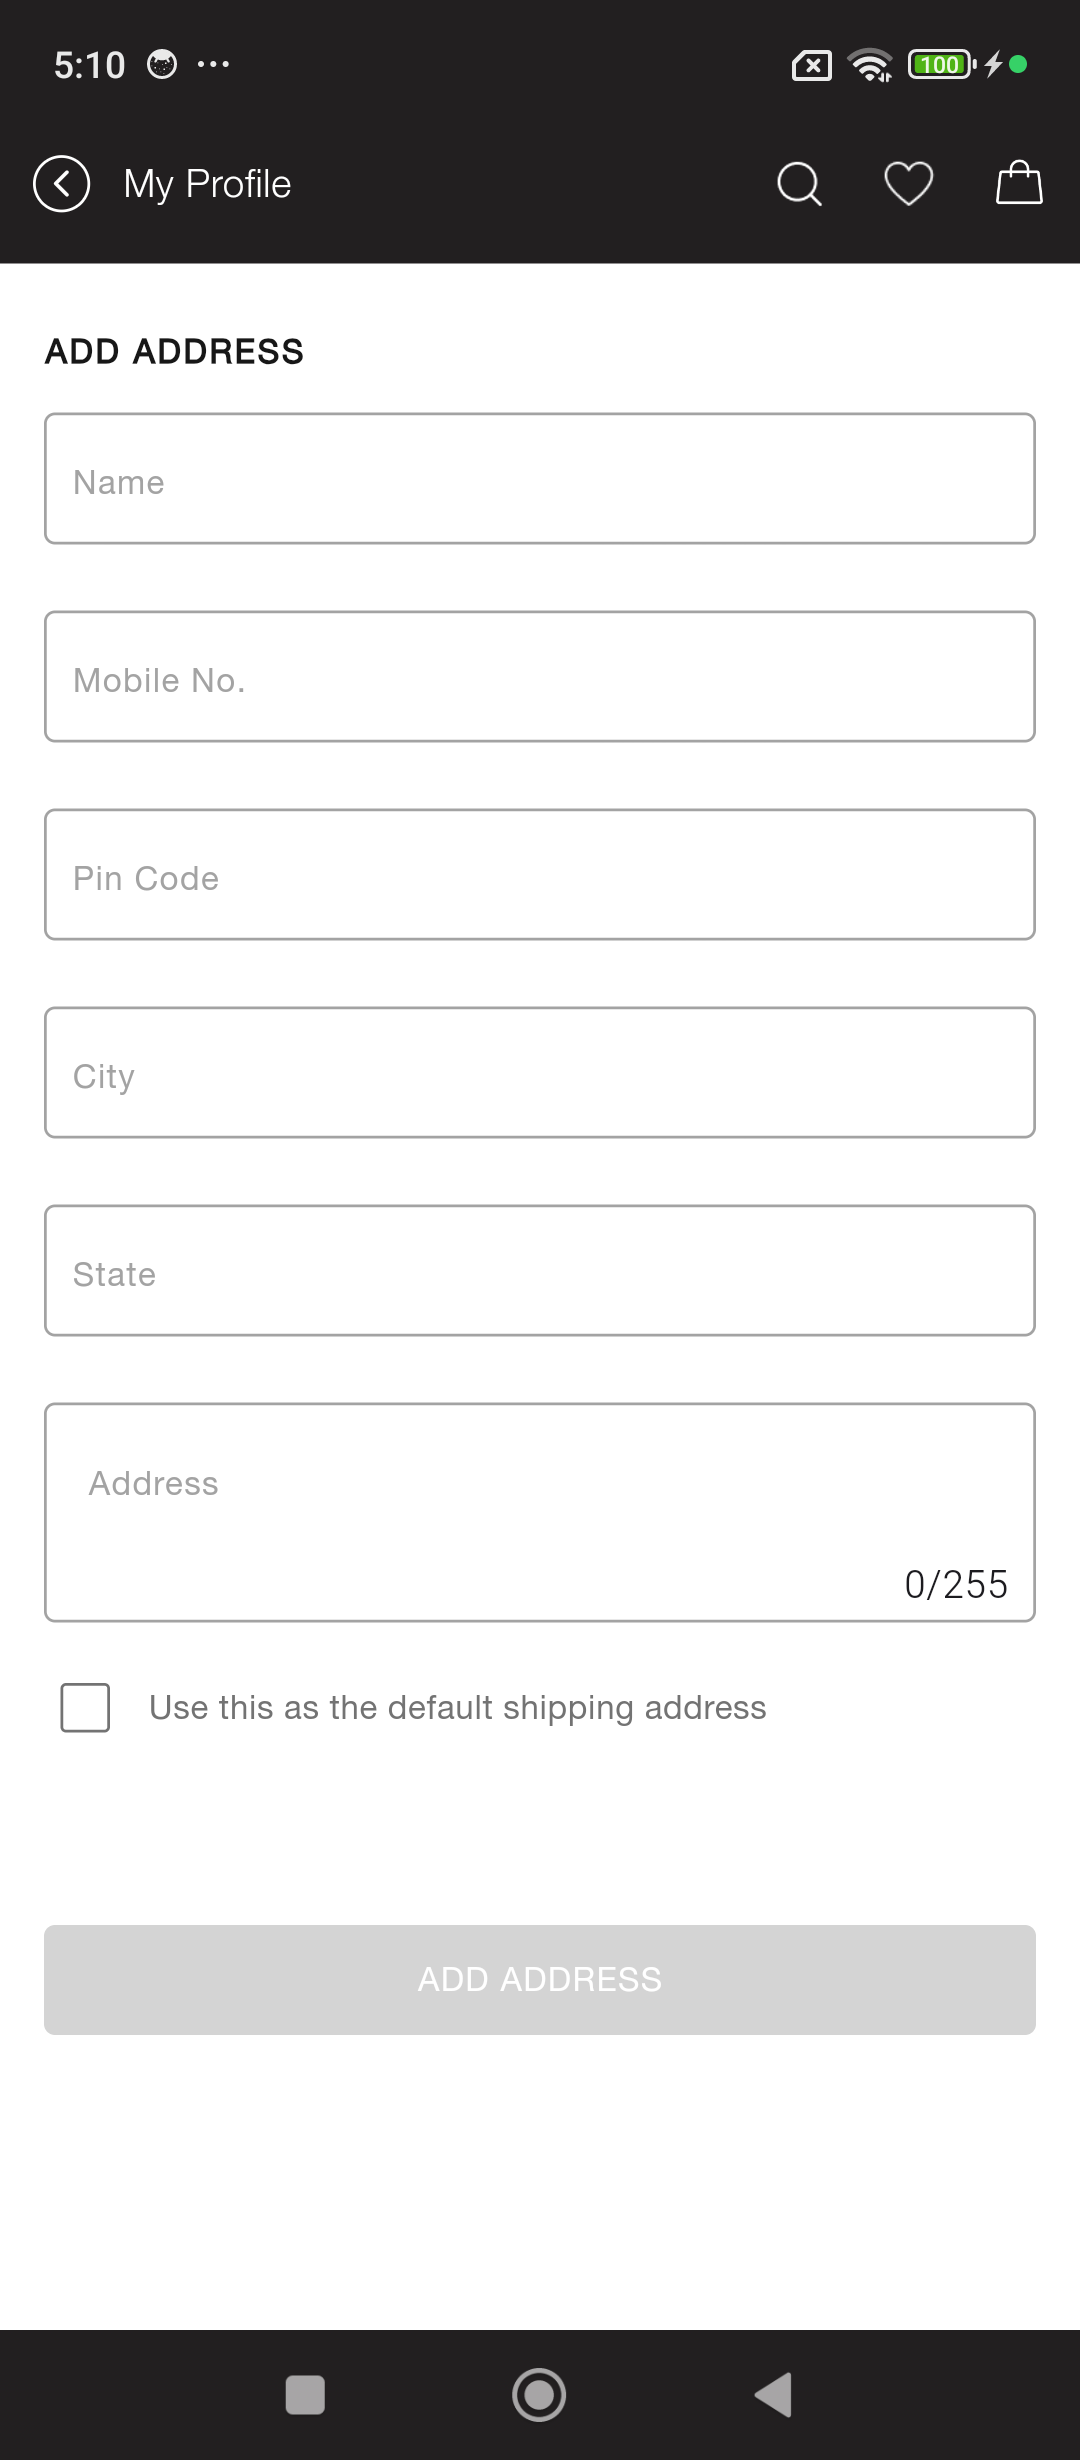 5:10
100
My Profile
ADD ADDRESS
Name
Mobile No.
Pin Code
City
State
Address
0/255
Use this as the default shipping address
ADD ADDRESS